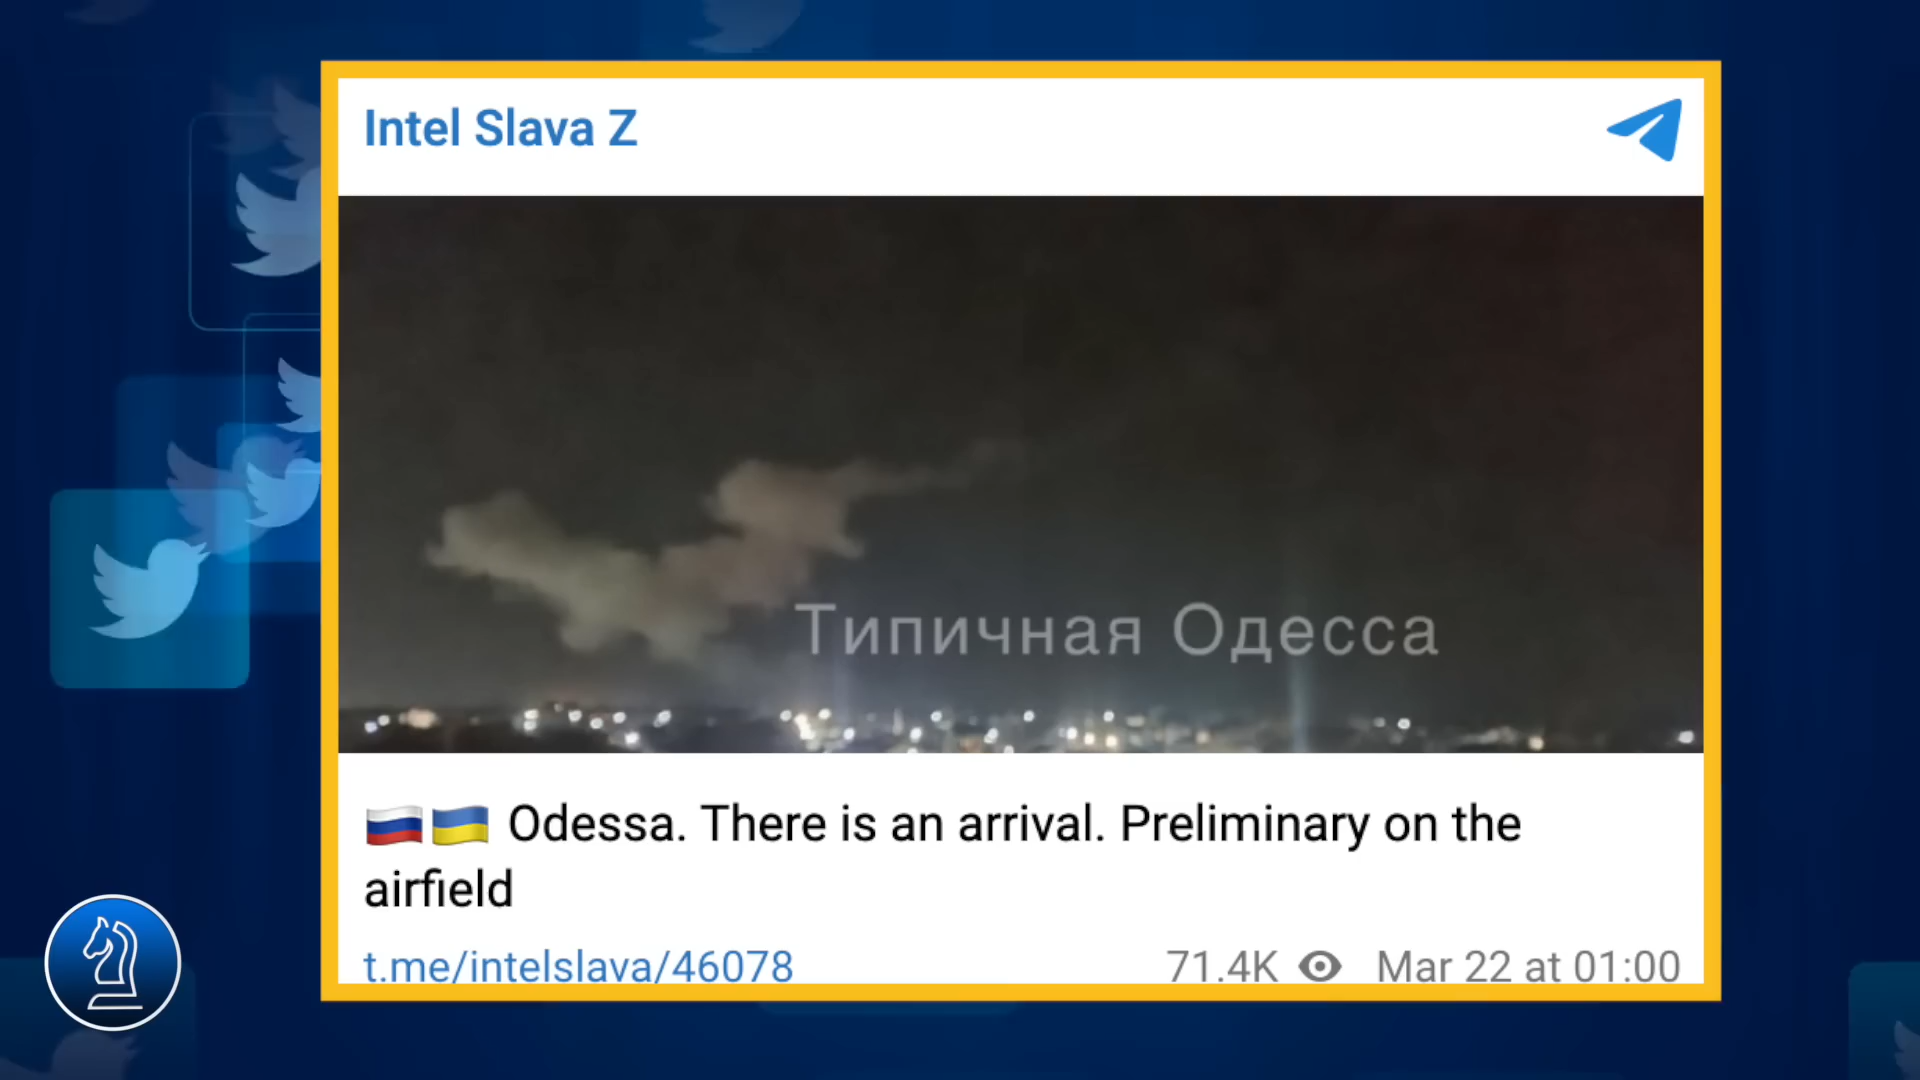 Intel Slava Z
Типичная Одесса
🇷🇺🇺🇦 Odessa. There is an arrival. Preliminary on the
airfield
t.me/intelslava/46078
71.4K Mar 22 at 01:00